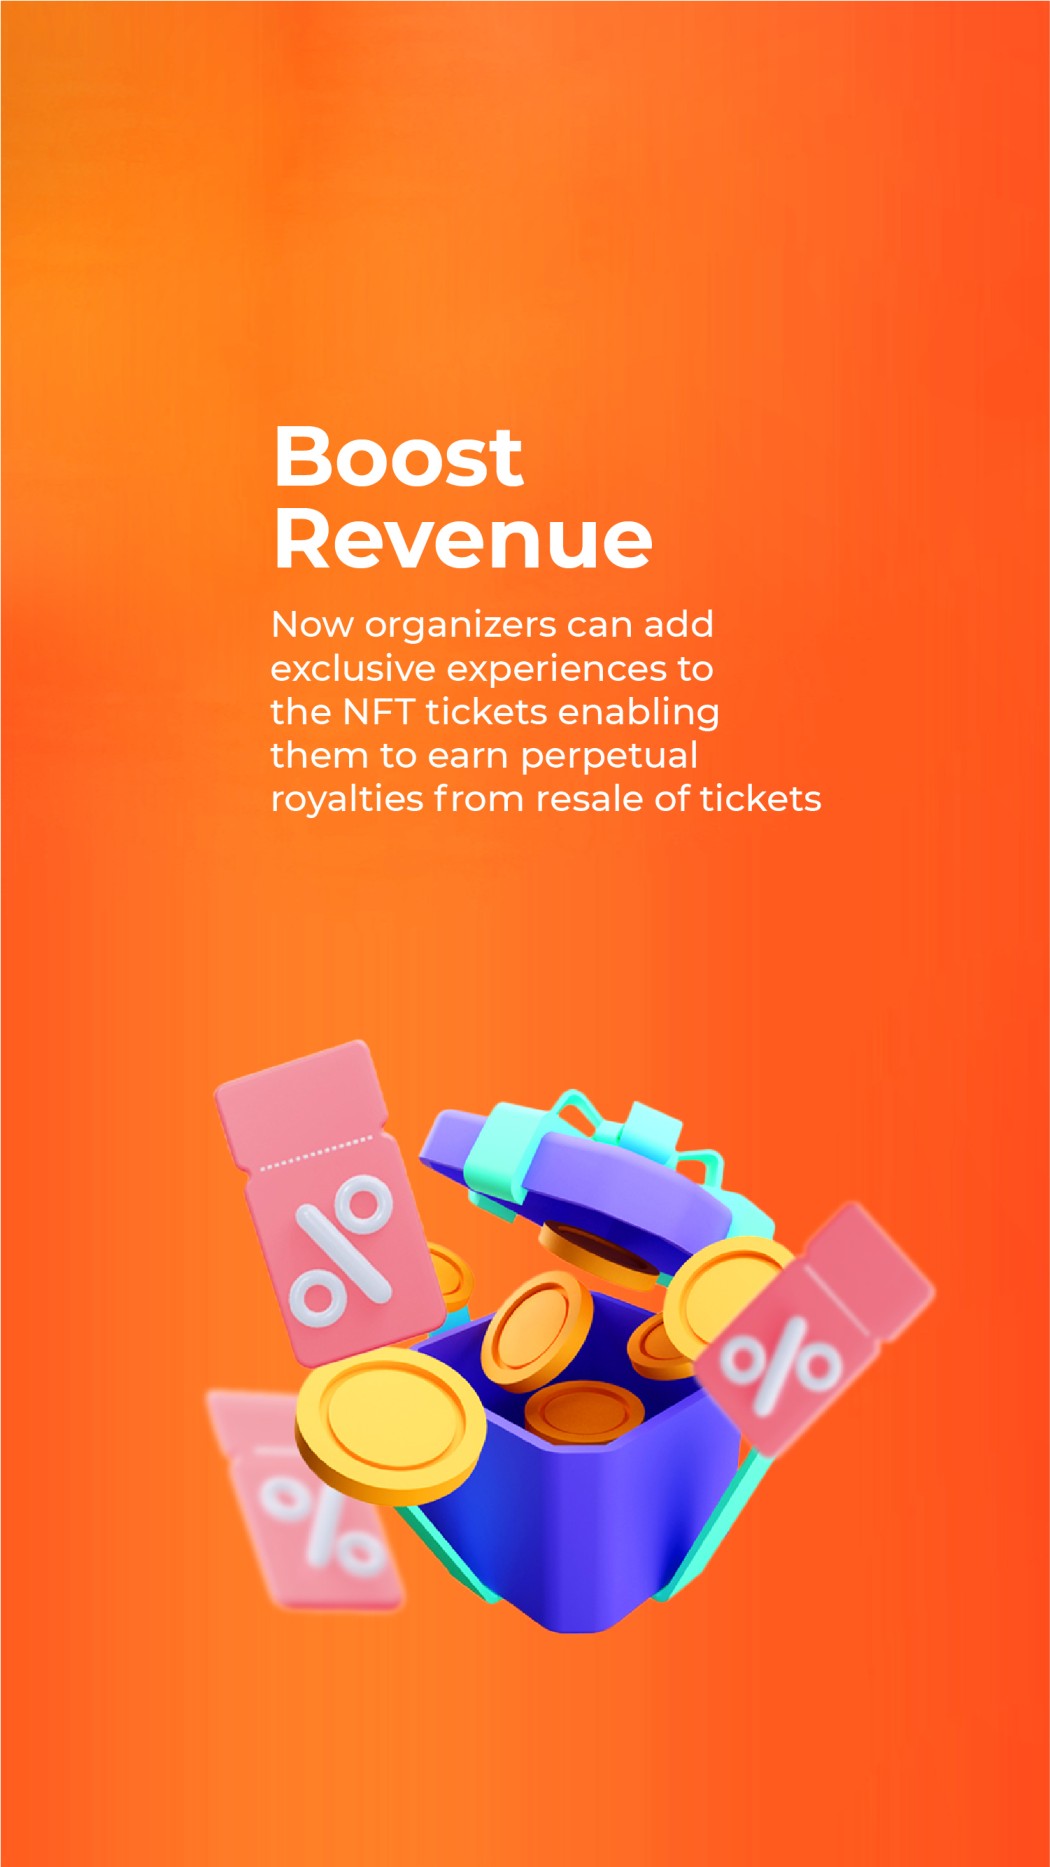 Boost
Revenue
Now organizers can add
exclusive experiences to
the NFT tickets enabling
them to earn perpetual
royalties from resale of tickets
%
%
%